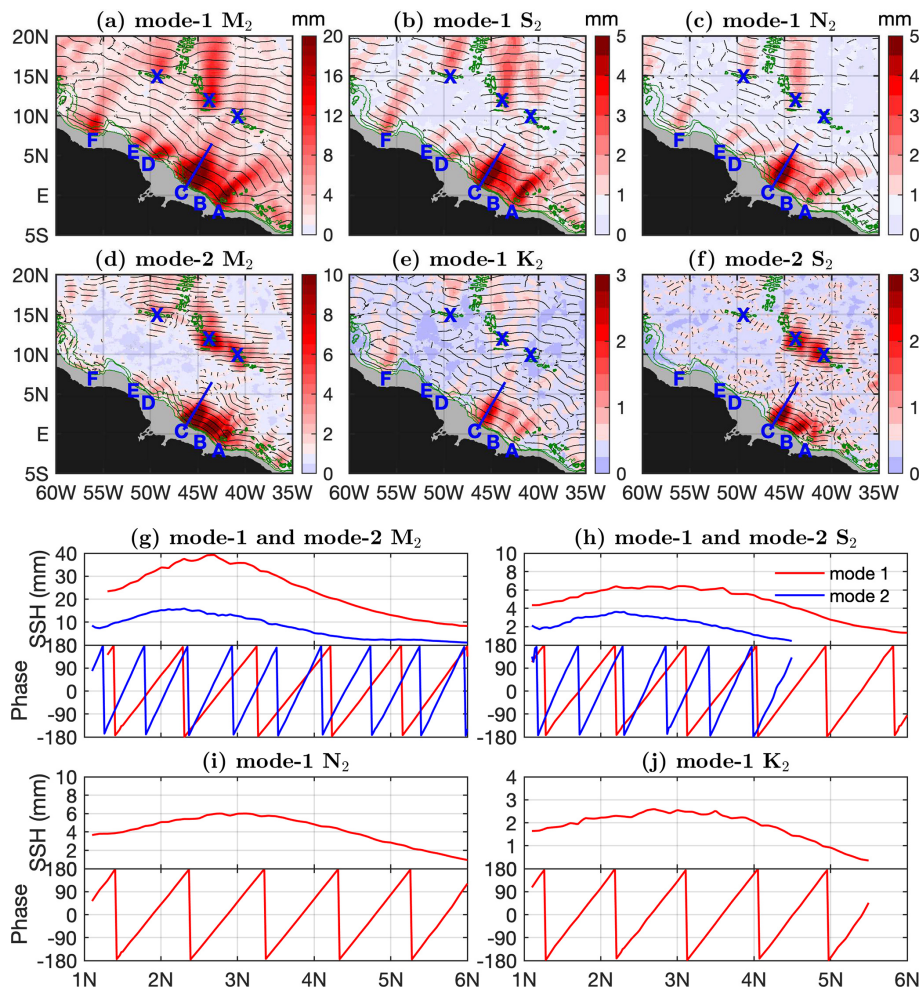 (a) mode-1 M₂
(b) mode-1 S₂
mm
(c) mode-1 N₂
mm
20N
15N
10N
5N
E
5S
X
X
X
F
E
D
C
B
A
20
16
12
8
4
0
X
X
X
F
E
D
C
B
A
5
4
3
2
1
0
X
X
X
F
E
D
C
B
A
5
4
3
2
1
0
(d) mode-2 M₂
(e) mode-1 K₂
(f) mode-2 S₂
20N
15N
10N
5N
E
5S
X
X
X
F
E
D
C
B
A
10
8
6
4
2
0
X
X
X
F
E
D
C
B
A
3
2
1
0
X
X
X
F
E
D
C
B
A
3
2
1
0
60W 55W 50W 45W 40W 35W
60W 55W 50W 45W 40W 35W
60W 55W 50W 45W 40W 35W
(g) mode-1 and mode-2 M₂
SSH (mm)
40
30
20
10
Phase
180
90
0
-90
-180
(h) mode-1 and mode-2 S₂
10
8
6
4
2
mode 1
mode 2
180
90
0
-90
-180
(i) mode-1 N₂
SSH (mm)
10
8
6
4
2
Phase
180
90
0
-90
-180
1N 2N 3N 4N 5N 6N
(j) mode-1 K₂
4
3
2
1
180
90
0
-90
-180
1N 2N 3N 4N 5N 6N